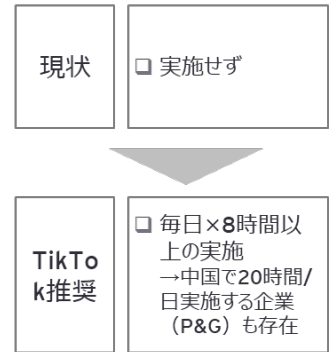 現状
❑ 実施せず
TikTo
k推奨
❑ 毎日×8時間以
上の実施
→中国で20時間/
日実施する企業
（P&G）も存在